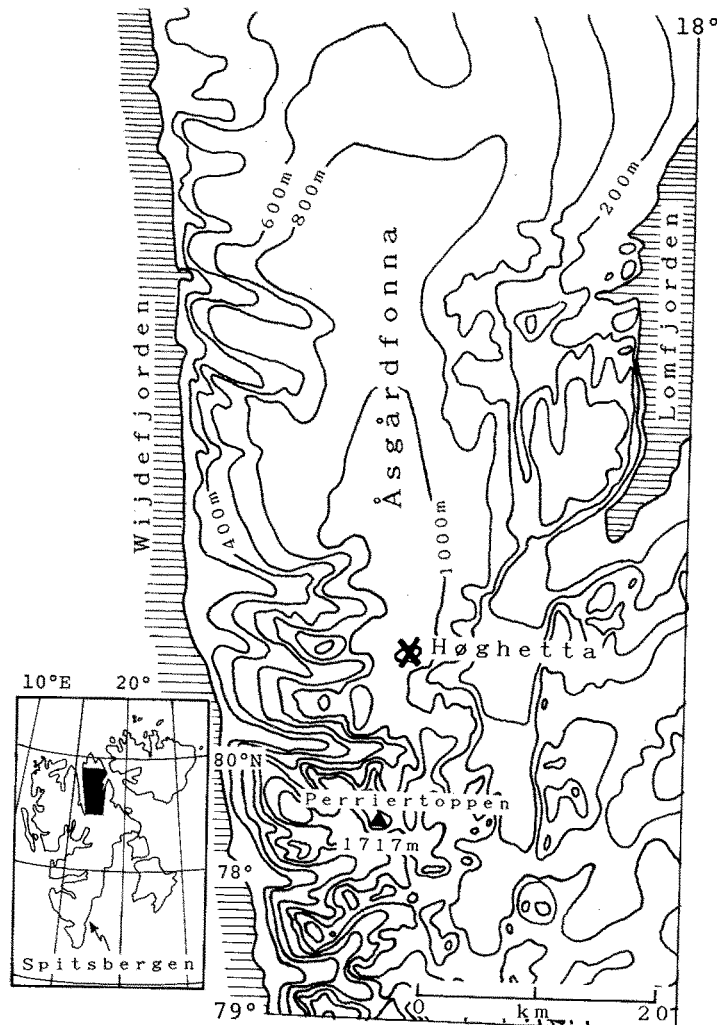 18°
600m
800m
200m
Wijdefjorden
Åsgårdfonna
Lomfjorden
400m
1000m
Høghetta
10°E 20°
80°N
Perriertoppen
1717m
78°
Spitsbergen
79°
0 km 20